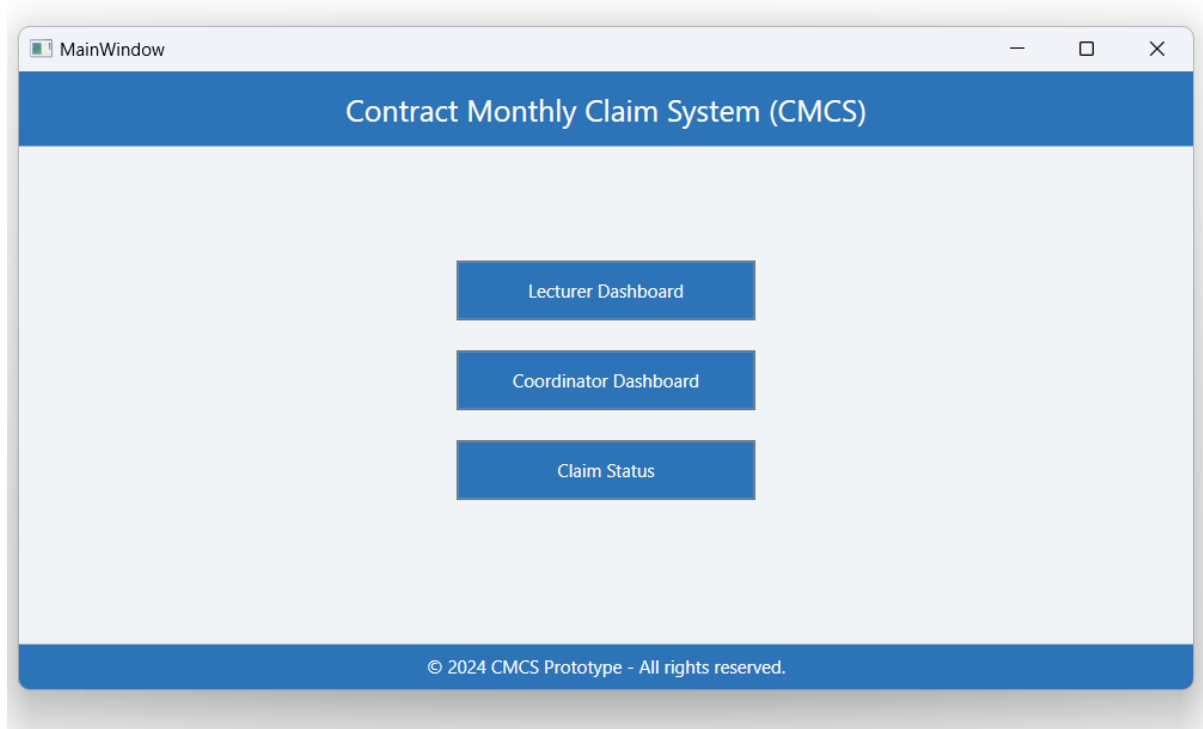 MainWindow
Contract Monthly Claim System (CMCS)
Lecturer Dashboard
Coordinator Dashboard
Claim Status
© 2024 CMCS Prototype - All rights reserved.